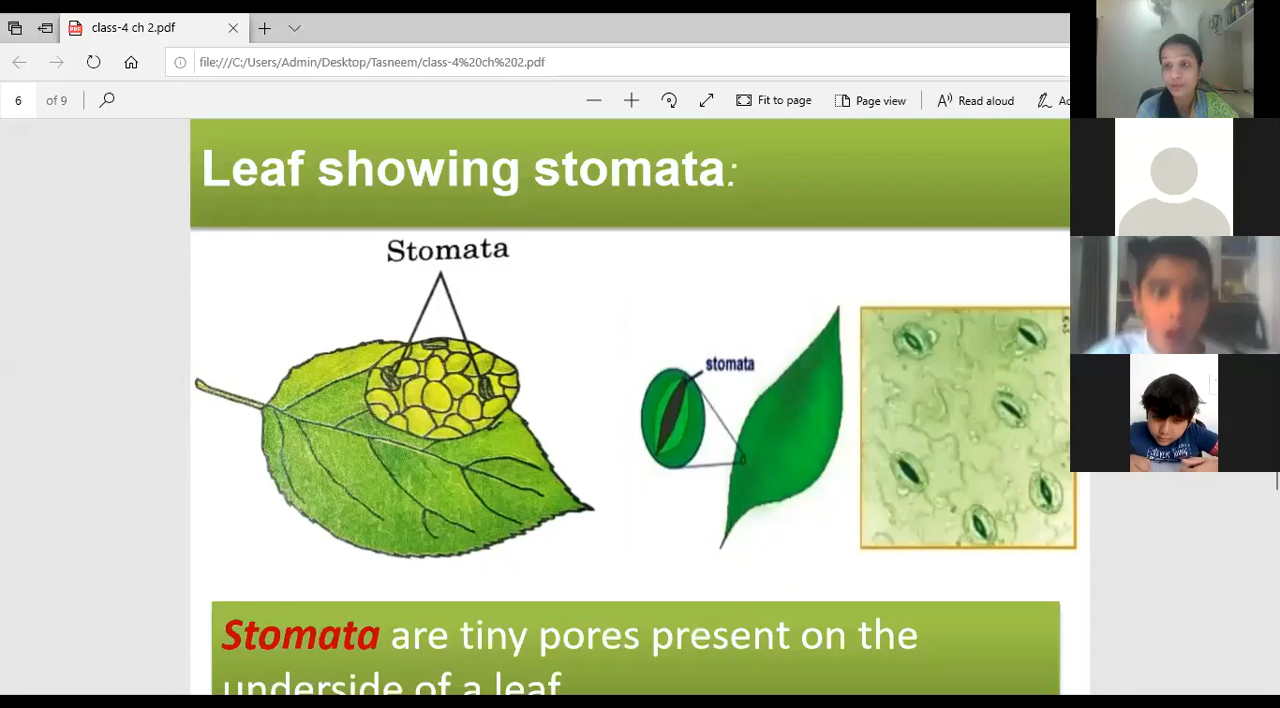 class-4 ch 2.pdf
file:///C:/Users/Admin/Desktop/Tasneem/class-4%20ch%202.pdf
6 of 9
Fit to page
Page view
Read aloud
Leaf showing stomata:
Stomata
stomata
Stomata are tiny pores present on the
underside of a leaf